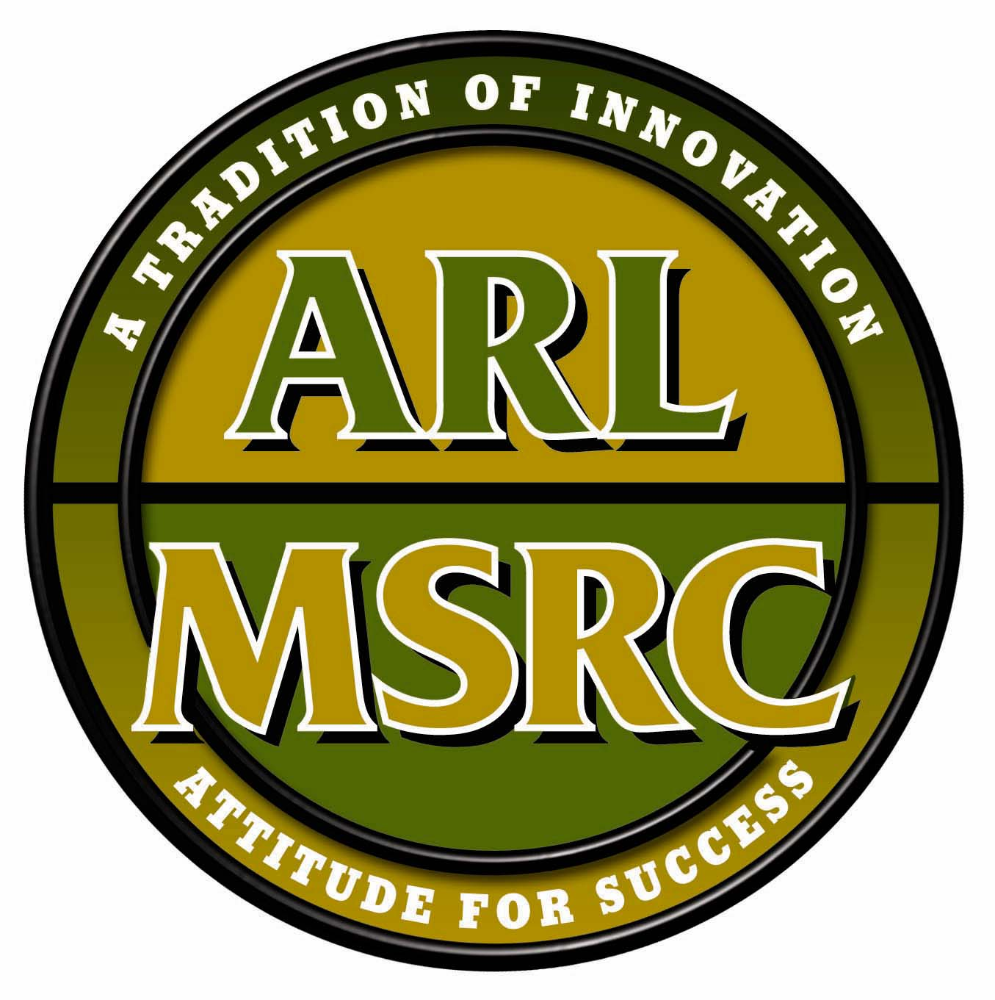 A TRADITION OF INNOVATION
ARL
MSRC
ATTITUDE FOR SUCCESS